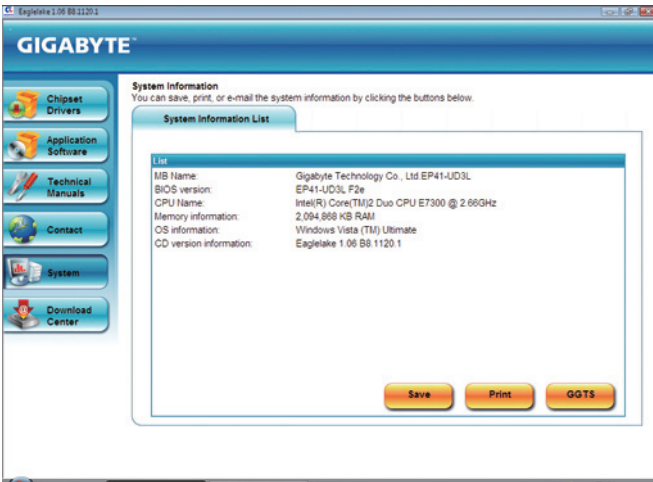 Eaglelake 1.06 B8.1120.1
GIGABYTE™
Chipset
Drivers
Application
Software
Technical
Manuals
Contact
System
Download
Center
System Information
You can save, print, or e-mail the system information by clicking the buttons below.
System Information List
List
MB Name: Gigabyte Technology Co., Ltd.EP41-UD3L
BIOS version: EP41-UD3L F2e
CPU Name: Intel(R) Core(TM)2 Duo CPU E7300 @ 2.66GHz
Memory information: 2,094,868 KB RAM
OS information: Windows Vista (TM) Ultimate
CD version information: Eaglelake 1.06 B8.1120.1
Save Print GGTS